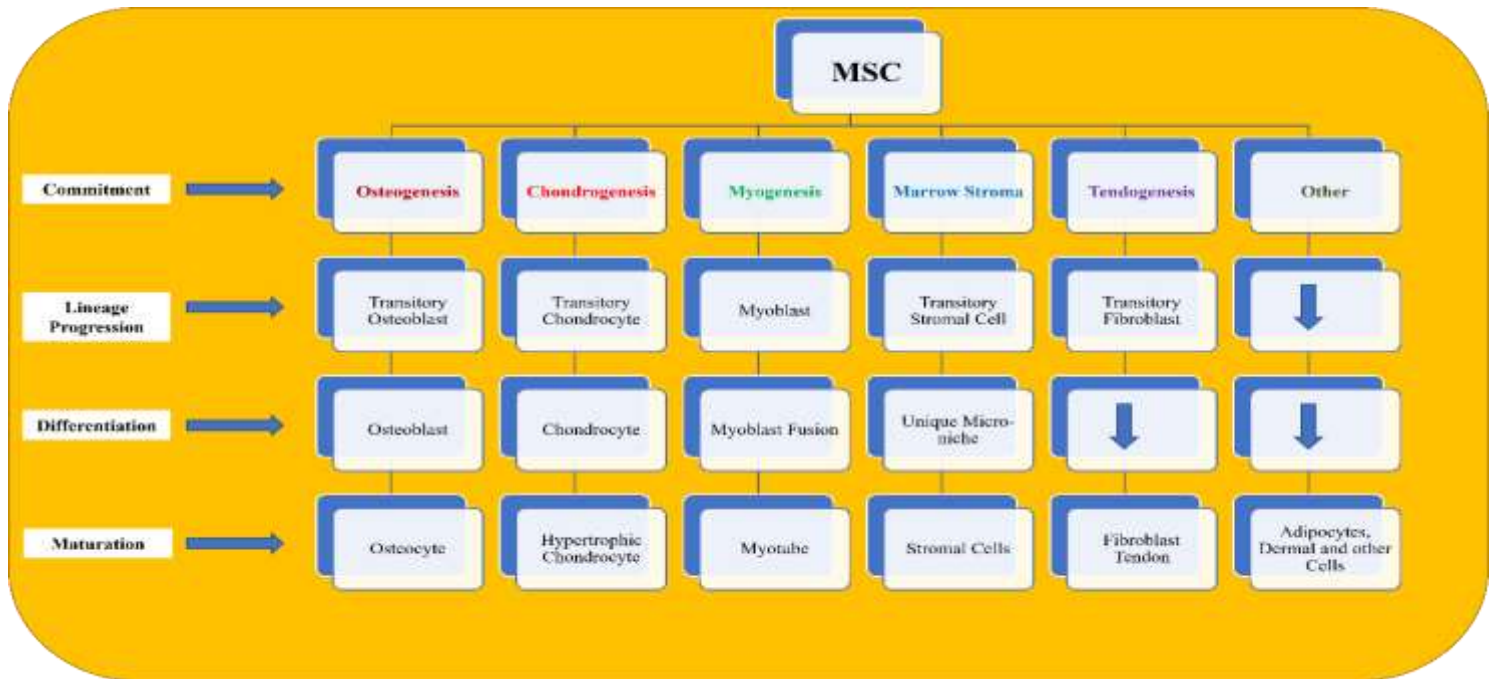 MSC
Commitment
Osteogenesis
Chondrogenesis
Myogenesis
Marrow Stroma
Tendogenesis
Other
Lineage
Progression
Transitory
Osteoblast
Transitory
Chondrocyte
Myoblast
Transitory
Stromal Cell
Transitory
Fibroblast
Differentiation
Osteoblast
Chondrocyte
Myoblast Fusion
Unique Micro-
niche
Maturation
Osteocyte
Hypertrophic
Chondrocyte
Myotube
Stromal Cells
Fibroblast
Tendon
Adipocytes,
Dermal and other
Cells